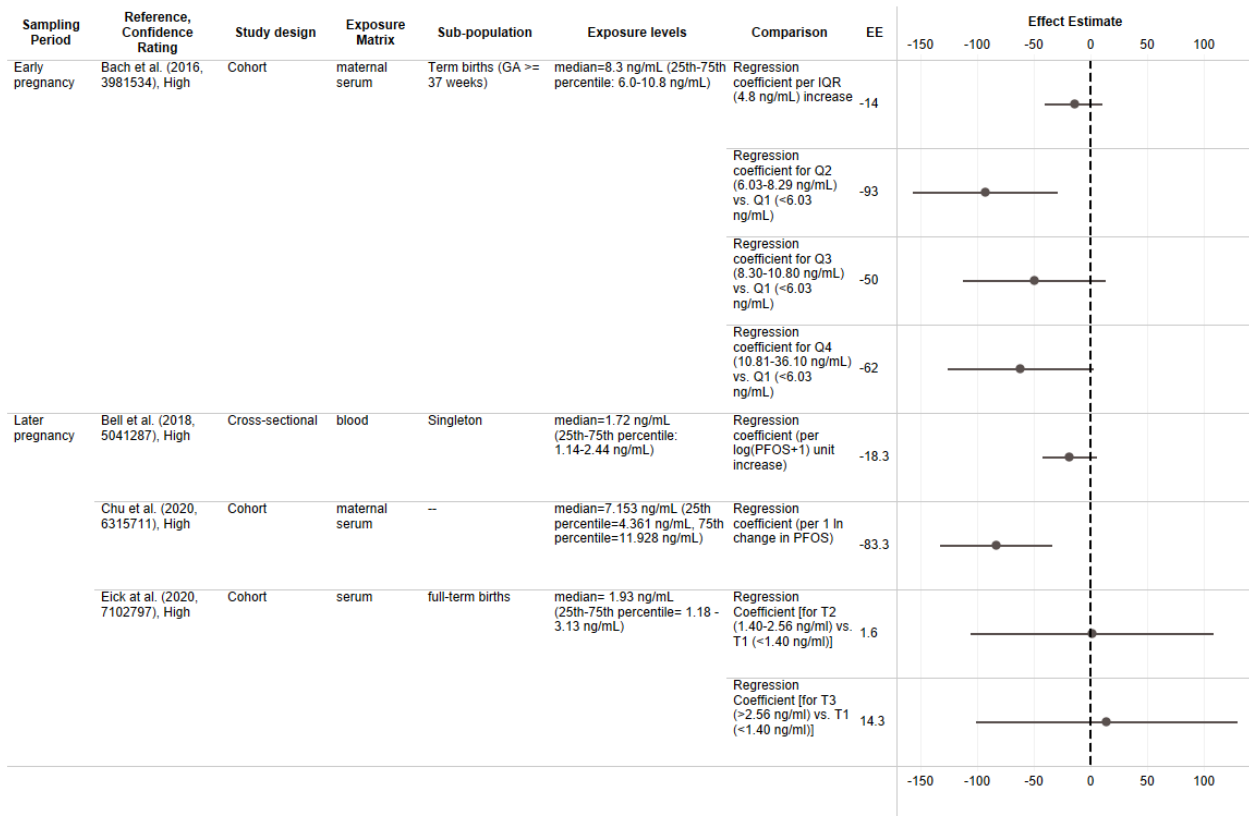 Sampling Period
Reference, Confidence Rating
Study design
Exposure Matrix
Sub-population
Exposure levels
Comparison
EE
Effect Estimate
-150 -100 -50 0 50 100
Early pregnancy
Bach et al. (2016, 3981534), High
Cohort
maternal serum
Term births (GA >= 37 weeks)
median=8.3 ng/mL (25th-75th percentile: 6.0-10.8 ng/mL)
Regression coefficient per IQR (4.8 ng/mL) increase
-14
Regression coefficient for Q2 (6.03-8.29 ng/mL) vs. Q1 (<6.03 ng/mL)
-93
Regression coefficient for Q3 (8.30-10.80 ng/mL) vs. Q1 (<6.03 ng/mL)
-50
Regression coefficient for Q4 (10.81-36.10 ng/mL) vs. Q1 (<6.03 ng/mL)
-62
Later pregnancy
Bell et al. (2018, 5041287), High
Cross-sectional
blood
Singleton
median=1.72 ng/mL (25th-75th percentile: 1.14-2.44 ng/mL)
Regression coefficient (per log(PFOS+1) unit increase)
-18.3
Chu et al. (2020, 6315711), High
Cohort
maternal serum
--
median=7.153 ng/mL (25th percentile=4.361 ng/mL, 75th percentile=11.928 ng/mL)
Regression coefficient (per 1 ln change in PFOS)
-83.3
Eick at al. (2020, 7102797), High
Cohort
serum
full-term births
median= 1.93 ng/mL (25th-75th percentile= 1.18 - 3.13 ng/mL)
Regression Coefficient [for T2 (1.40-2.56 ng/ml) vs. T1 (<1.40 ng/ml)]
1.6
Regression Coefficient [for T3 (>2.56 ng/ml) vs. T1 (<1.40 ng/ml)]
14.3
-150 -100 -50 0 50 100